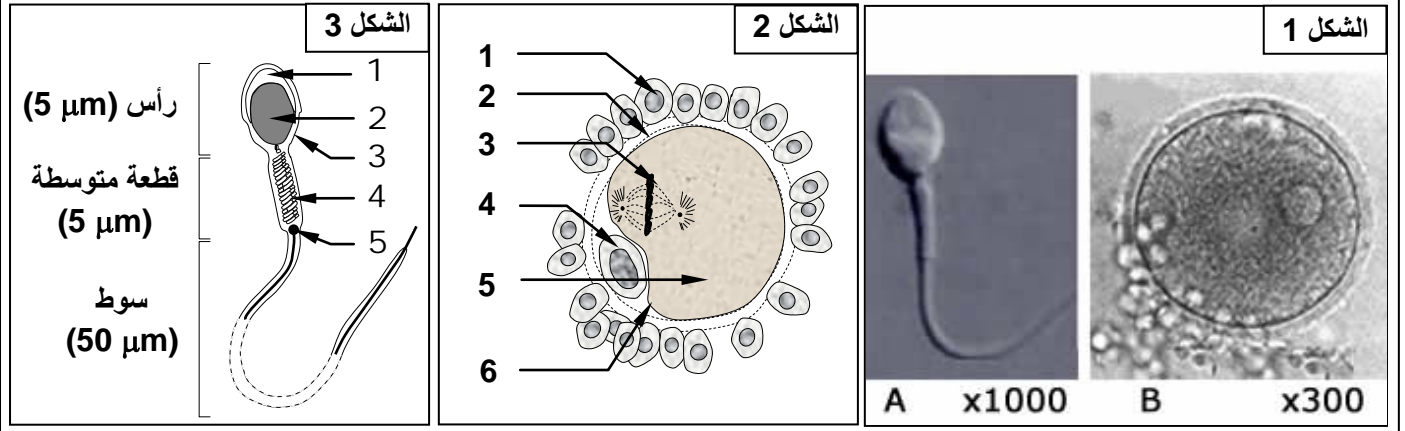 الشكل 1
A x1000
B x300
الشكل 2
1
2
3
4
5
6
الشكل 3
رأس (5 µm)
قطعة متوسطة
(5 µm)
سوط
(50 µm)
1
2
3
4
5